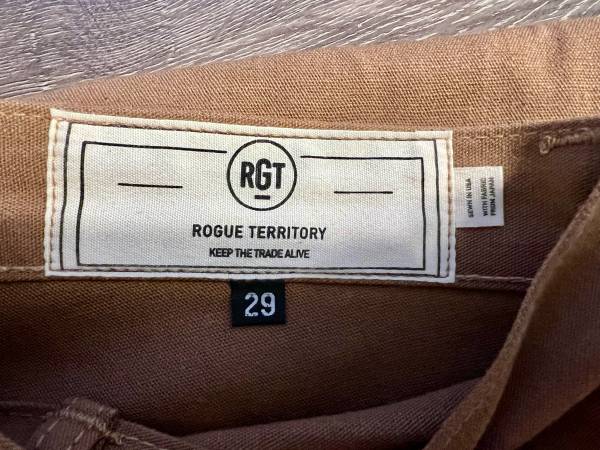 RGT
ROGUE TERRITORY
KEEP THE TRADE ALIVE
29
SEWN IN USA
WITH FABRIC
FROM JAPAN